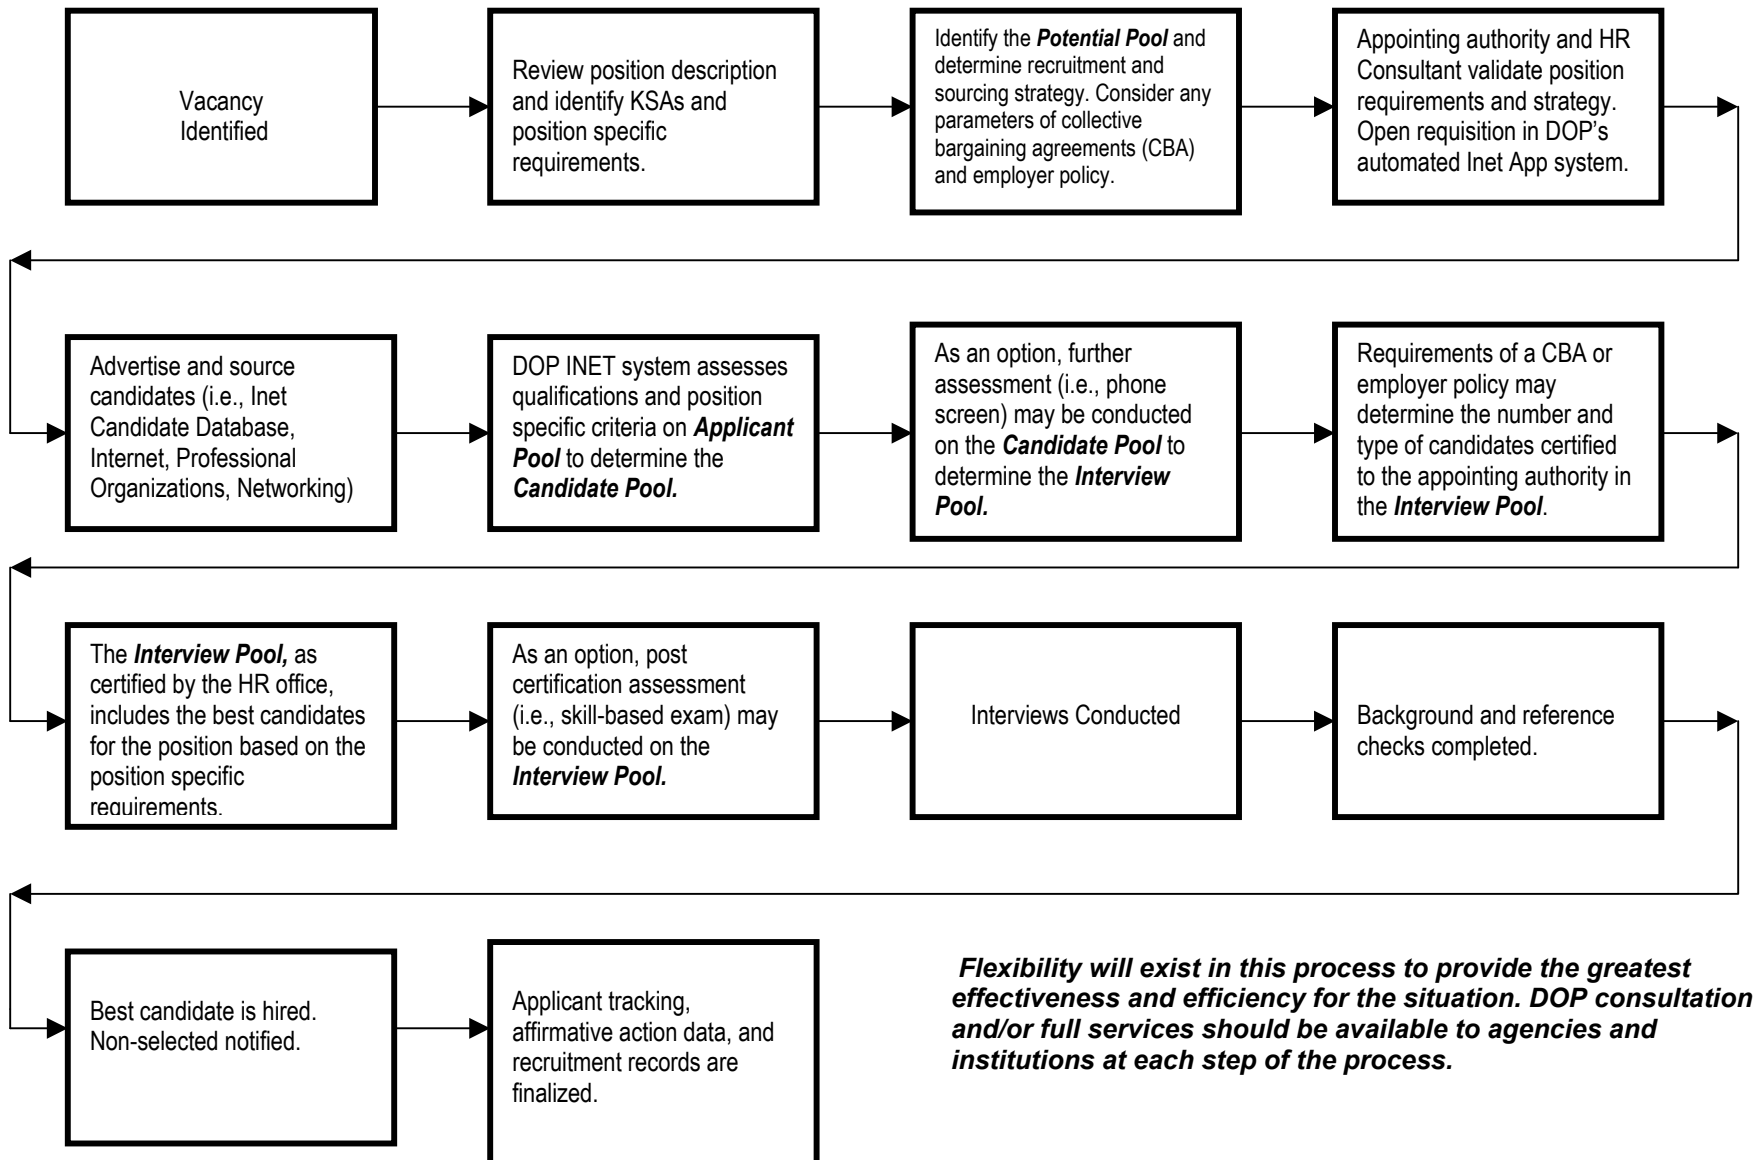 Vacancy
Identified
Review position description
and identify KSAs and
position specific
requirements.
Identify the Potential Pool and
determine recruitment and
sourcing strategy. Consider any
parameters of collective
bargaining agreements (CBA)
and employer policy.
Appointing authority and HR
Consultant validate position
requirements and strategy.
Open requisition in DOP’s
automated Inet App system.
Advertise and source
candidates (i.e., Inet
Candidate Database,
Internet, Professional
Organizations, Networking)
DOP INET system assesses
qualifications and position
specific criteria on Applicant
Pool to determine the
Candidate Pool.
As an option, further
assessment (i.e., phone
screen) may be conducted
on the Candidate Pool to
determine the Interview
Pool.
Requirements of a CBA or
employer policy may
determine the number and
type of candidates certified
to the appointing authority in
the Interview Pool.
The Interview Pool, as
certified by the HR office,
includes the best candidates
for the position based on the
position specific
requirements.
As an option, post
certification assessment
(i.e., skill-based exam) may
be conducted on the
Interview Pool.
Interviews Conducted
Background and reference
checks completed.
Best candidate is hired.
Non-selected notified.
Applicant tracking,
affirmative action data, and
recruitment records are
finalized.
Flexibility will exist in this process to provide the greatest
effectiveness and efficiency for the situation. DOP consultation
and/or full services should be available to agencies and
institutions at each step of the process.